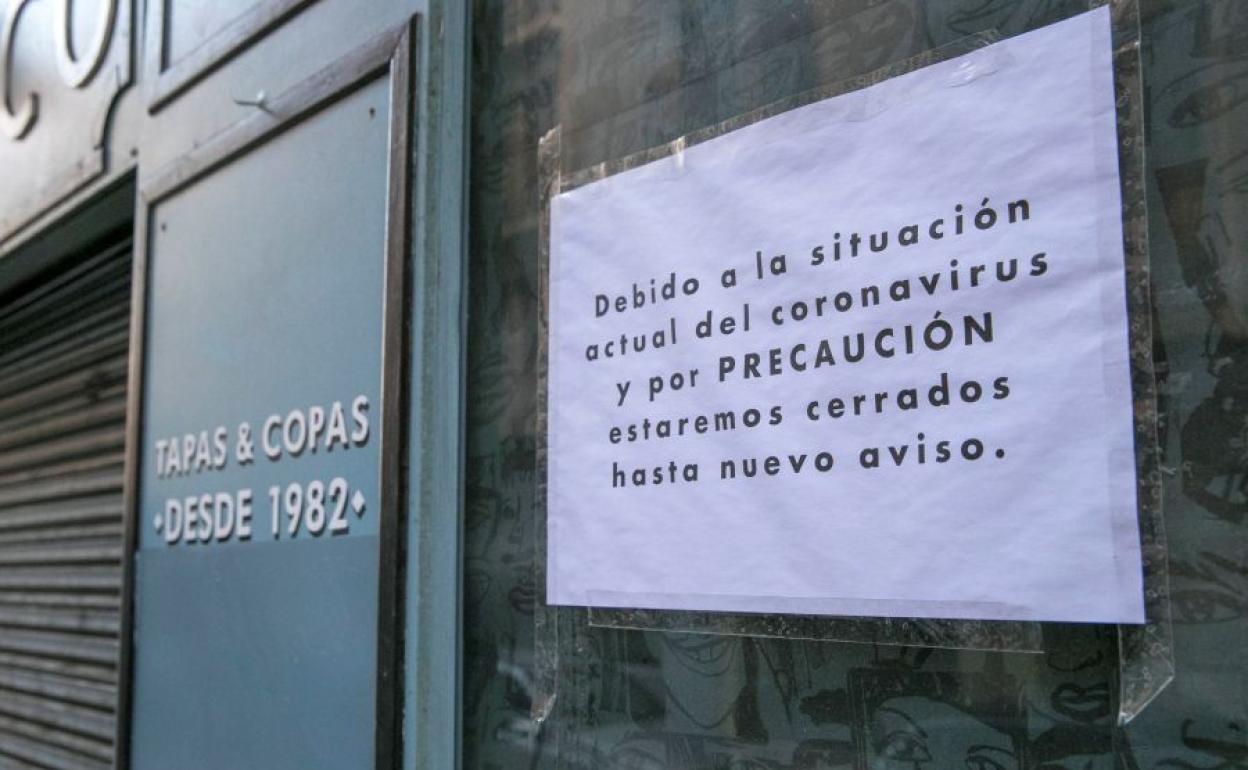 TAPAS & COPAS
·DESDE 1982·
Debido a la situación
actual del coronavirus
y por PRECAUCIÓN
estaremos cerrados
hasta nuevo aviso.